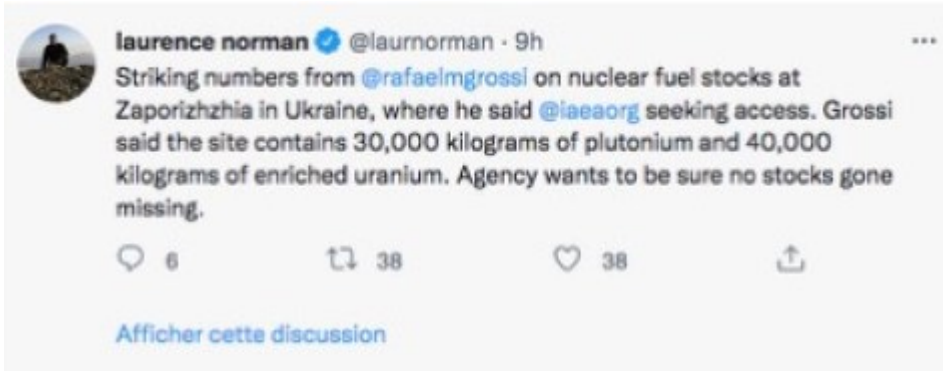 laurence norman @laurnorman · 9h
Striking numbers from @rafaelmgrossi on nuclear fuel stocks at
Zaporizhzhia in Ukraine, where he said @iaeaorg seeking access. Grossi
said the site contains 30,000 kilograms of plutonium and 40,000
kilograms of enriched uranium. Agency wants to be sure no stocks gone
missing.
6 38 38
Afficher cette discussion